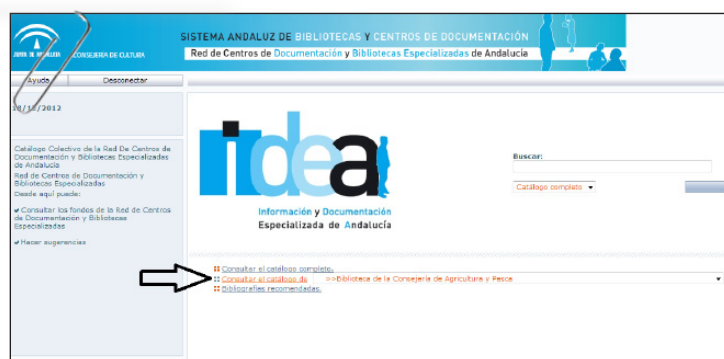 SISTEMA ANDALUZ DE BIBLIOTECAS Y CENTROS DE DOCUMENTACIÓN
JUNTA DE ANDALUCIA CONSEJERÍA DE CULTURA
Red de Centros de Documentación y Bibliotecas Especializadas de Andalucía
Ayuda Desconectar
/2012
Catálogo Colectivo de la Red De Centros de
Documentación y Bibliotecas Especializadas
de Andalucía
Red de Centros de Documentación y
Bibliotecas Especializadas
Desde aquí puede:
Consultar los fondos de la Red de Centros
de Documentación y Bibliotecas
Especializadas
Hacer sugerencias
idea
Información y Documentación
Especializada de Andalucía
Buscar:
Catálogo completo
Consultar el catálogo completo.
Consultar el catálogo de >>Biblioteca de la Consejería de Agricultura y Pesca
Bibliografías recomendadas.